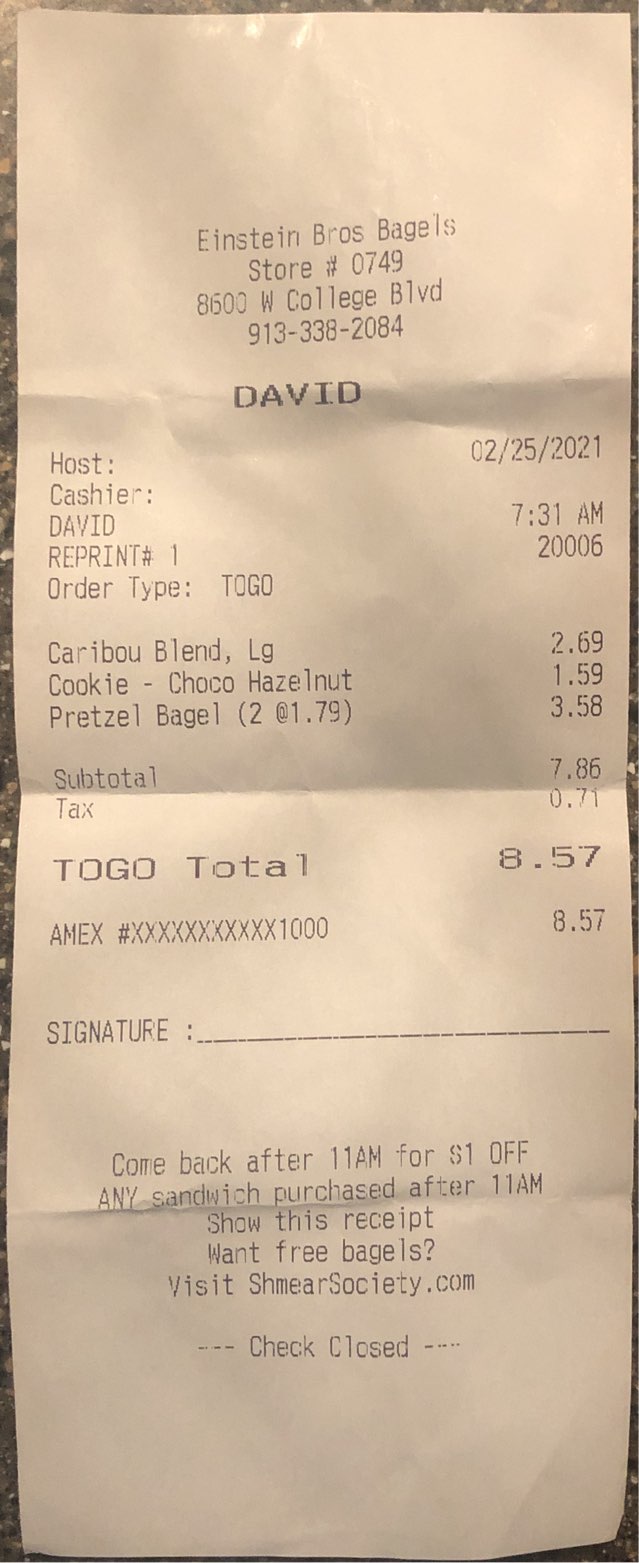 Einstein Bros Bagels
Store # 0749
8600 W College Blvd
913-338-2084
DAVID
Host: 02/25/2021
Cashier:
DAVID 7:31 AM
REPRINT# 1 20006
Order Type: TOGO
Caribou Blend, Lg 2.69
Cookie - Choco Hazelnut 1.59
Pretzel Bagel (2 @1.79) 3.58
Subtotal 7.86
Tax 0.71
TOGO Total 8.57
AMEX #XXXXXXXXXXX1000 8.57
SIGNATURE :
Come back after 11AM for $1 OFF
ANY sandwich purchased after 11AM
Show this receipt
Want free bagels?
Visit ShmearSociety.com
--- Check Closed ---